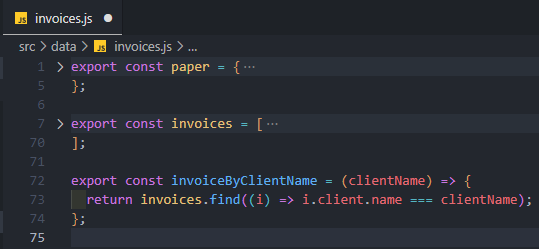 JS invoices.js ●
src > data > JS invoices.js > ...
1 > export const paper = { ...
5 };
6
7 > export const invoices = [ ...
70 ];
71
72 export const invoiceByClientName = (clientName) => {
73 return invoices.find((i) => i.client.name === clientName);
74 };
75